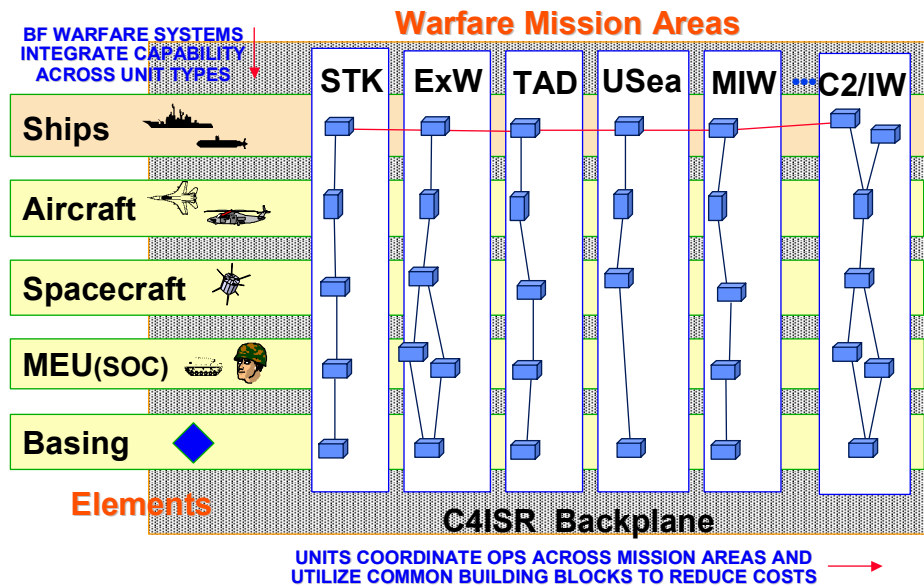 Warfare Mission Areas
BF WARFARE SYSTEMS
INTEGRATE CAPABILITY
ACROSS UNIT TYPES
STK ExW TAD USea MIW ••• C2/IW
Ships
Aircraft
Spacecraft
MEU(SOC)
Basing
Elements
C4ISR Backplane
UNITS COORDINATE OPS ACROSS MISSION AREAS AND
UTILIZE COMMON BUILDING BLOCKS TO REDUCE COSTS